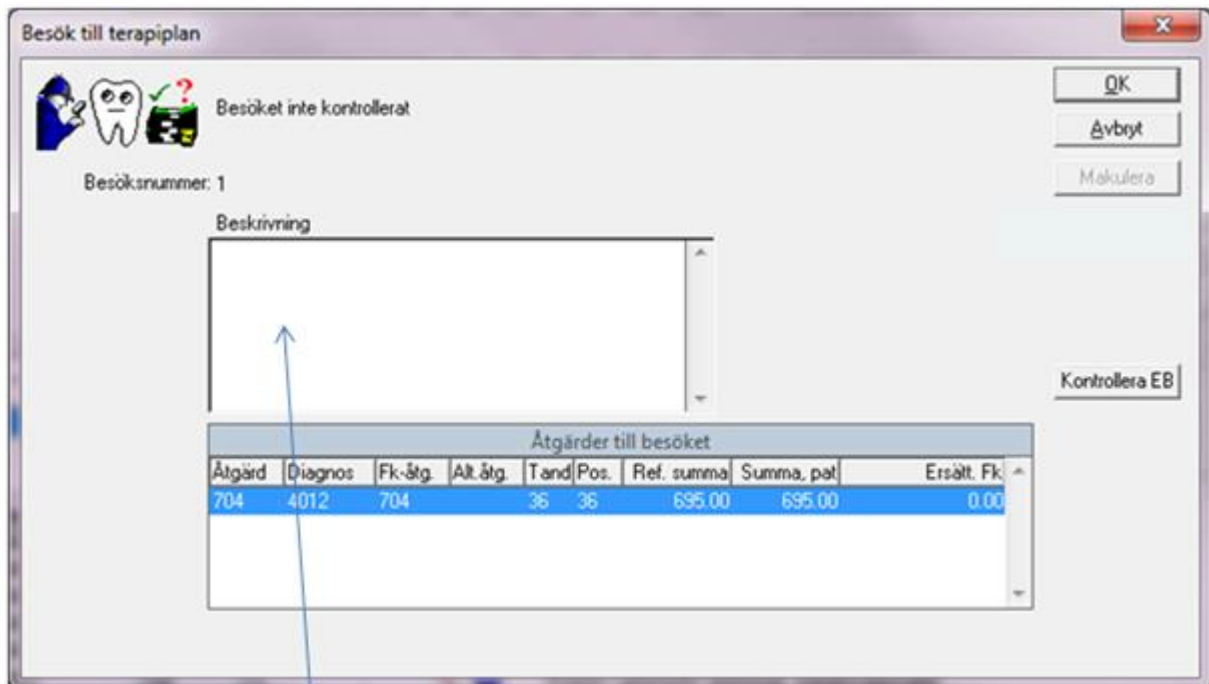 Besök till terapiplan
Besöket inte kontrollerat
OK
Avbryt
Makulera
Besöksnummer: 1
Beskrivning
Kontrollera EB
Åtgärder till besöket
Åtgärd Diagnos Fk-åtg. Alt.åtg. Tand Pos. Ref. summa Summa, pat Ersätt. Fk
704 4012 704 36 36 695.00 695.00 0.00